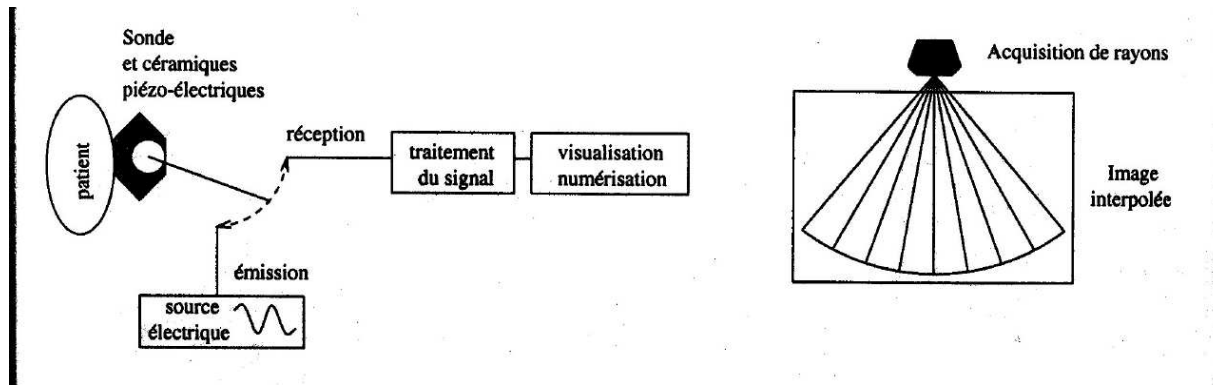 Sonde
et céramiques
piézo-électriques
patient
réception
traitement
du signal
visualisation
numérisation
émission
source
électrique
Acquisition de rayons
Image
interpolée